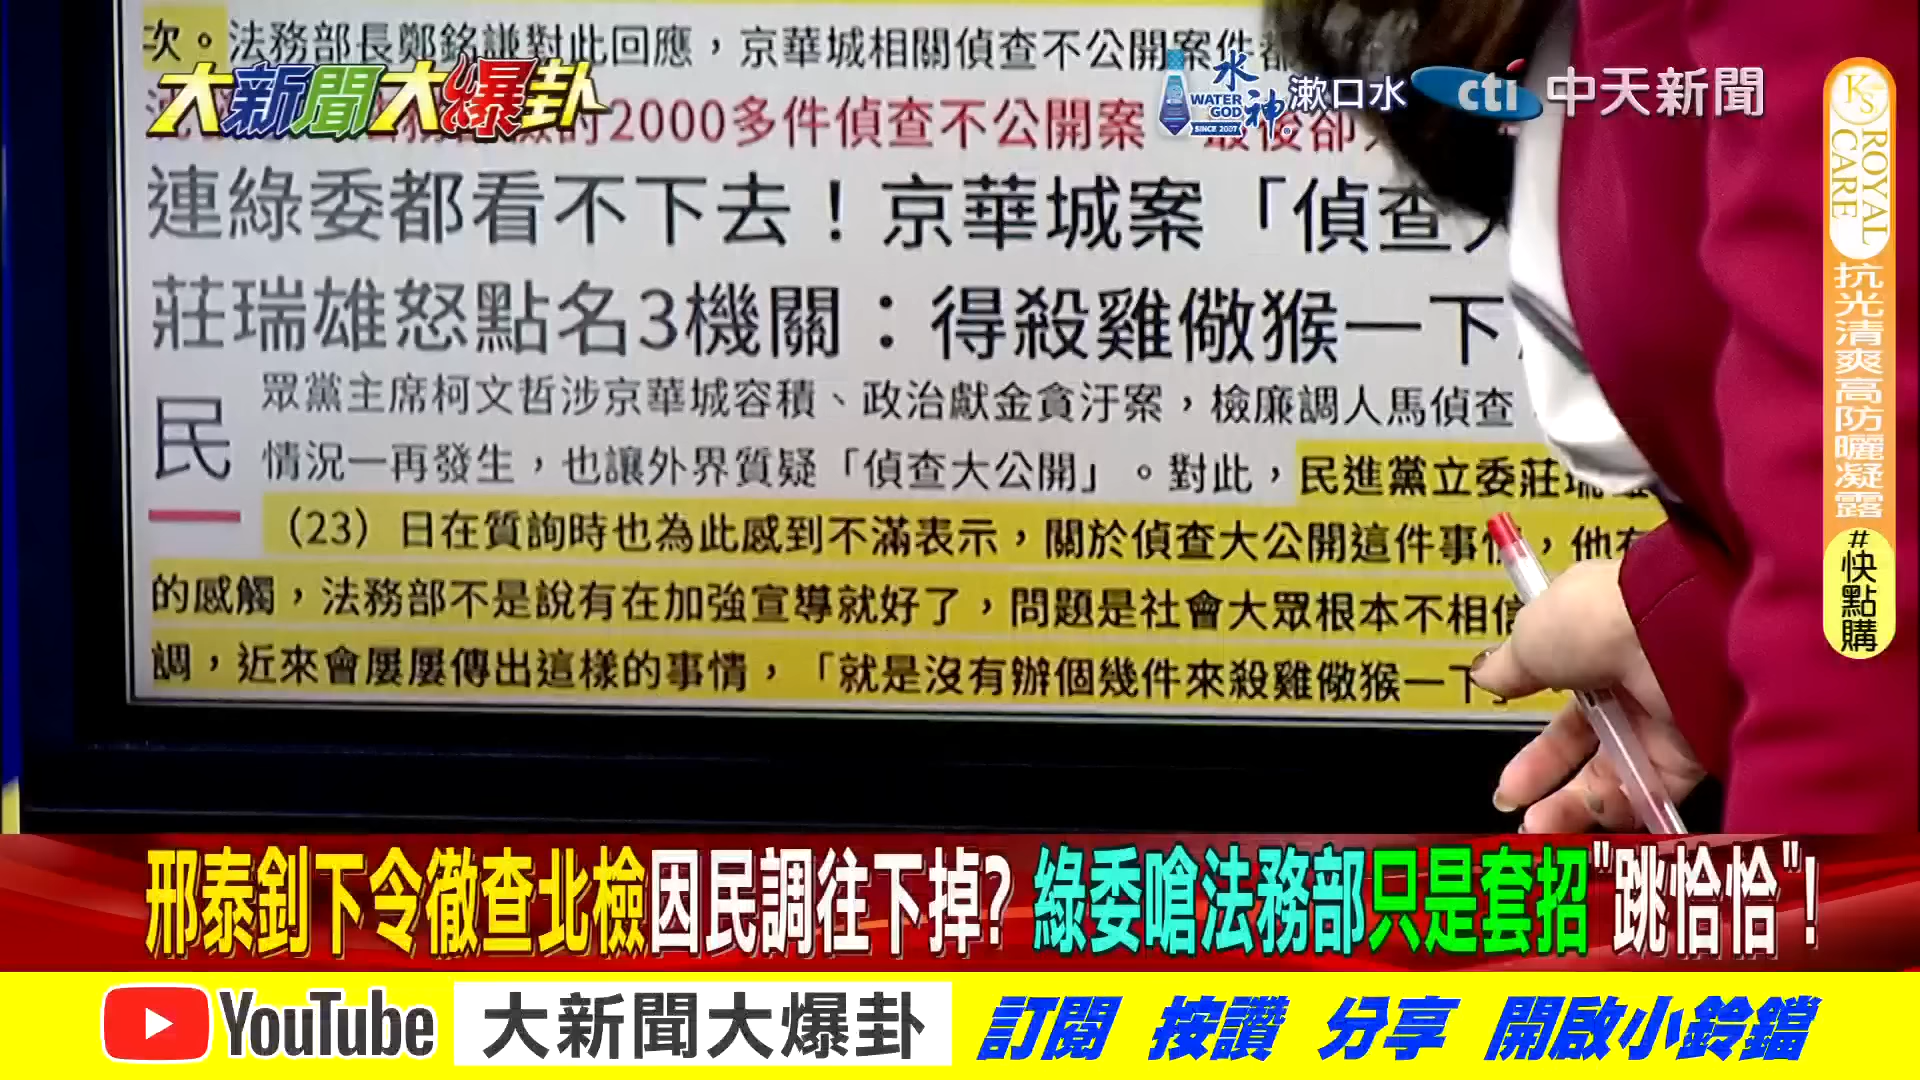 次。法務部長鄭銘謙對此回應，京華城相關偵查不公開案件都
大新聞大爆卦
2000多件偵查不公開案
水神
WATER GOD
SINCE 2007
漱口水
cti 中天新聞
連綠委都看不下去！京華城案「偵查
莊瑞雄怒點名3機關：得殺雞儆猴一下
民眾黨主席柯文哲涉京華城容積、政治獻金貪汙案，檢廉調人馬偵查
情況一再發生，也讓外界質疑「偵查大公開」。對此，民進黨立委莊瑞
（23）日在質詢時也為此感到不滿表示，關於偵查大公開這件事情，他有
的感觸，法務部不是說有在加強宣導就好了，問題是社會大眾根本不相信
調，近來會屢屢傳出這樣的事情，「就是沒有辦個幾件來殺雞儆猴一下」
KS
ROYAL CARE
抗光清爽高防曬凝露
#快點購
邢泰釗下令徹查北檢因民調往下掉? 綠委嗆法務部只是套招"跳恰恰"!
YouTube 大新聞大爆卦 訂閱 按讚 分享 開啟小鈴鐺